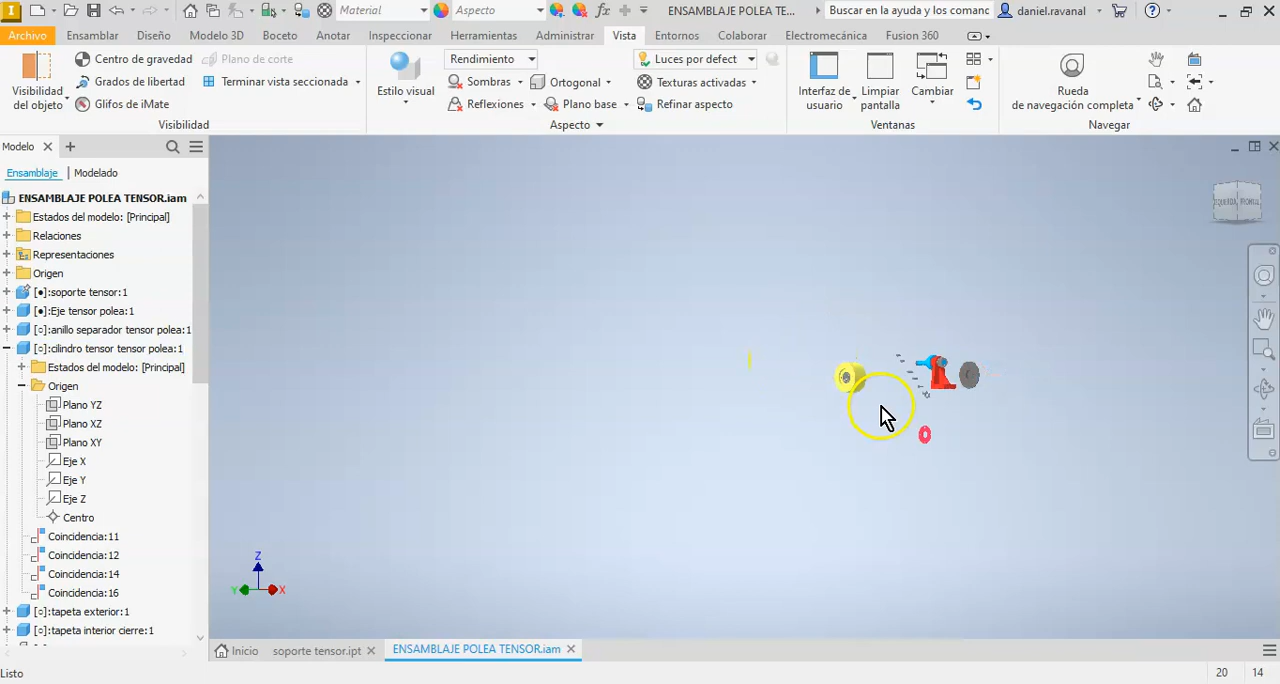 Material
Aspecto
ENSAMBLAJE POLEA TE...
Buscar en la ayuda y los comanc
daniel.ravanal
Archivo
Ensamblar
Diseño
Modelo 3D
Boceto
Anotar
Inspeccionar
Herramientas
Administrar
Vista
Entornos
Colaborar
Electromecánica
Fusion 360
Visibilidad
del objeto
Centro de gravedad
Grados de libertad
Glifos de iMate
Plano de corte
Terminar vista seccionada
Visibilidad
Estilo visual
Rendimiento
Sombras
Reflexiones
Ortogonal
Plano base
Luces por defect
Texturas activadas
Refinar aspecto
Aspecto
Interfaz de
usuario
Limpiar
pantalla
Cambiar
Ventanas
Rueda
de navegación completa
Navegar
Modelo
Ensamblaje
Modelado
ENSAMBLAJE POLEA TENSOR.iam
Estados del modelo: [Principal]
Relaciones
Representaciones
Origen
[●]:soporte tensor:1
[●]:Eje tensor polea:1
[○]:anillo separador tensor polea:1
[○]:cilindro tensor tensor polea:1
Estados del modelo: [Principal]
Origen
Plano YZ
Plano XZ
Plano XY
Eje X
Eje Y
Eje Z
Centro
Coincidencia:11
Coincidencia:12
Coincidencia:14
Coincidencia:16
[○]:tapeta exterior:1
[○]:tapeta interior cierre:1
Z
Y
X
Inicio
soporte tensor.ipt
ENSAMBLAJE POLEA TENSOR.iam
Listo
20
14